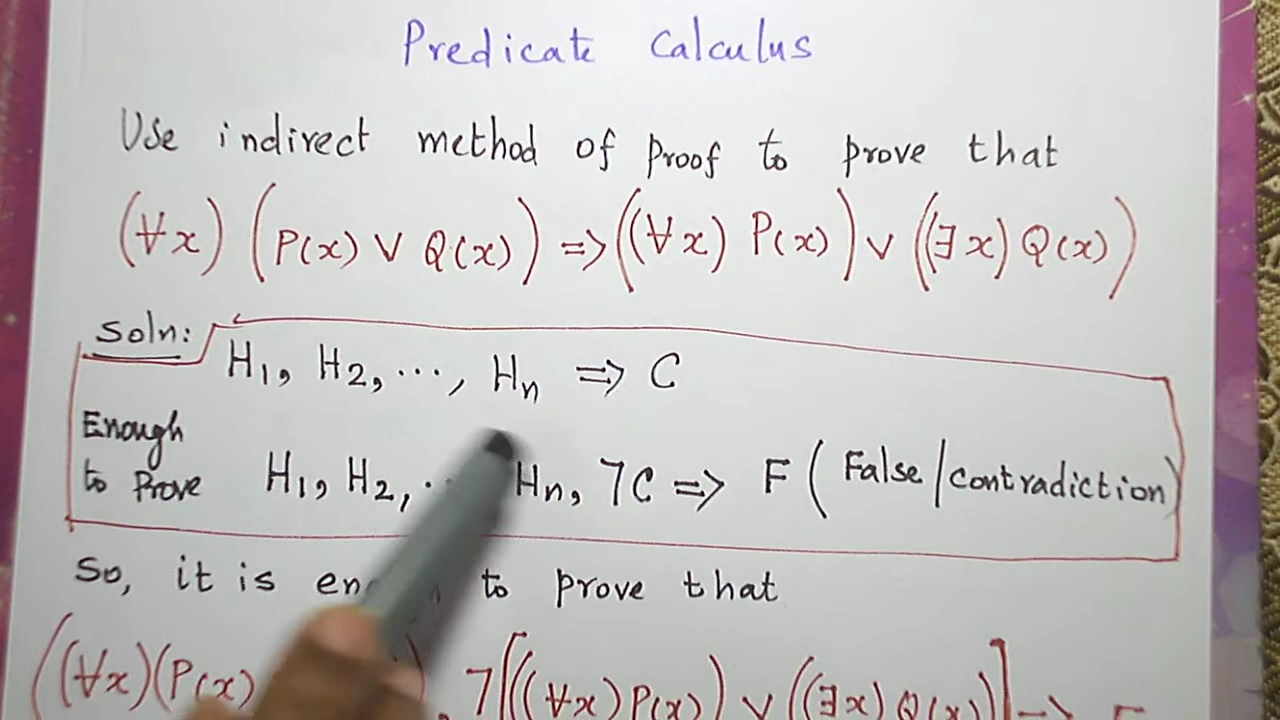 Predicate Calculus
Use indirect method of proof to prove that
(∀x) (P(x) ∨ Q(x)) => ((∀x) P(x)) ∨ ((∃x) Q(x))
Soln:
H1, H2, ..., Hn => C
Enough
to Prove H1, H2, .. Hn, ⁊C => F (False/contradiction)
So, it is to prove that
((∀x)(P(x) , ⁊[((∀x) P(x)) ∨ ((∃x) Q(x))] =>